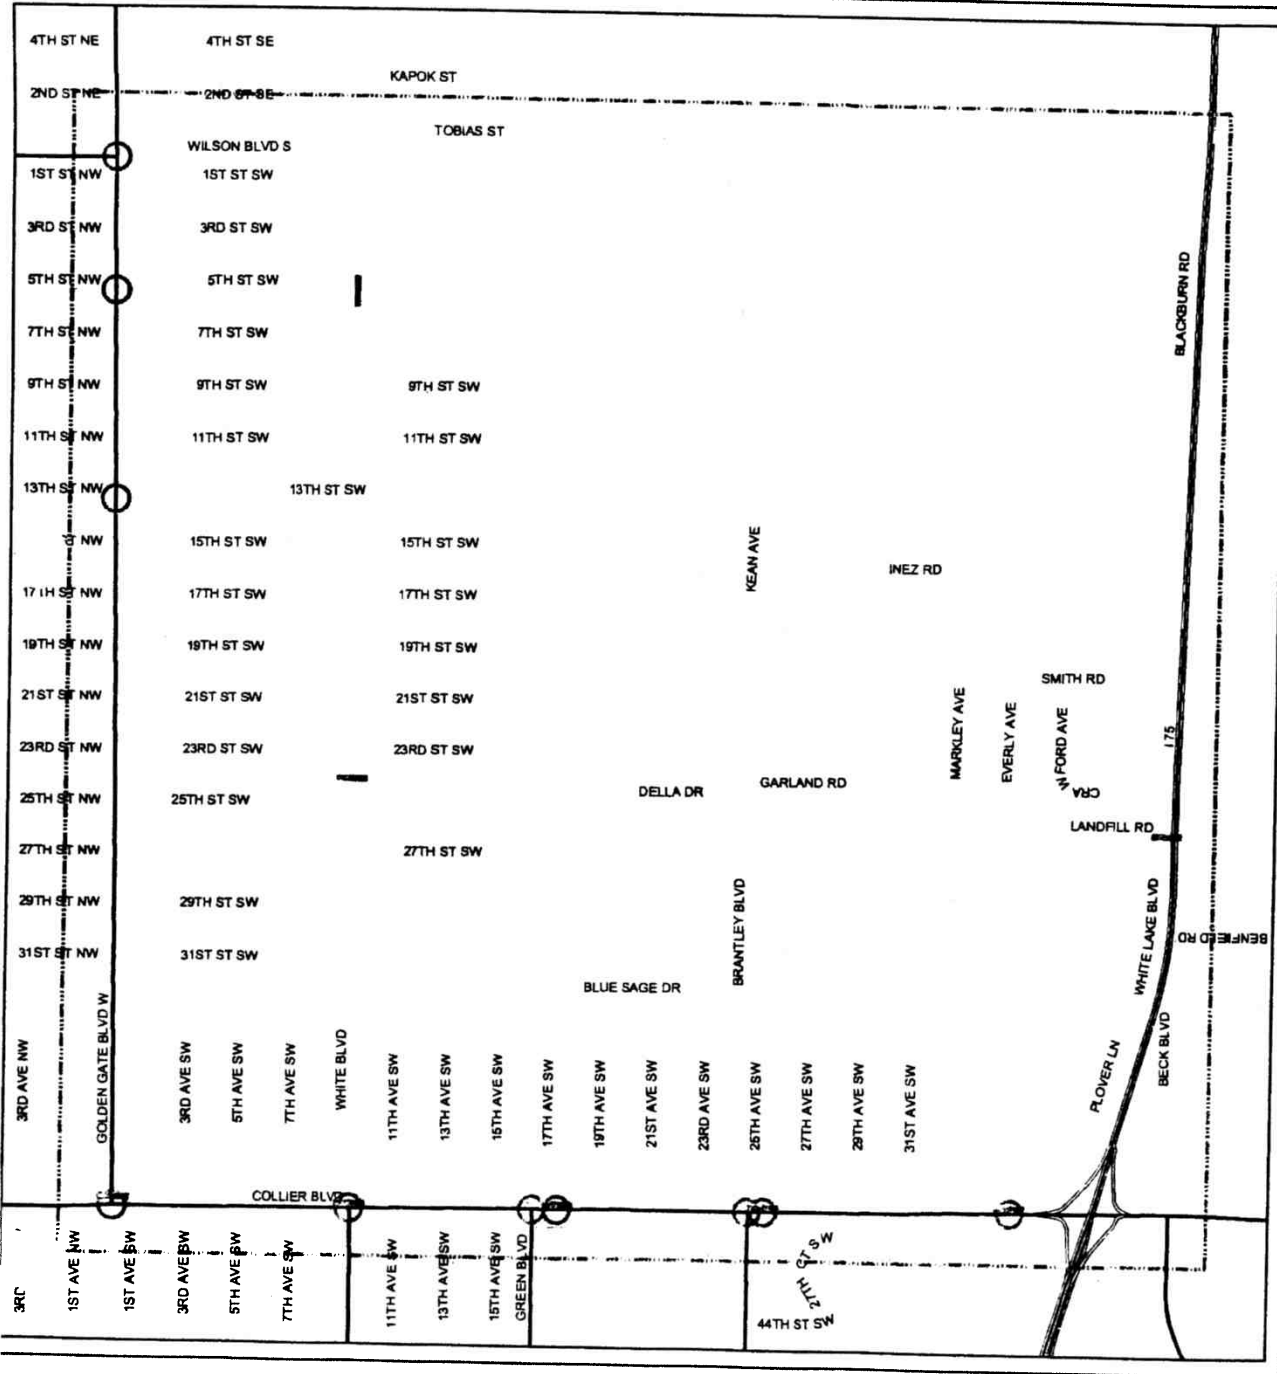 4TH ST NE
4TH ST SE
KAPOK ST
2ND ST NE
2ND ST SE
TOBIAS ST
WILSON BLVD S
1ST ST NW
1ST ST SW
3RD ST NW
3RD ST SW
5TH ST NW
5TH ST SW
BLACKBURN RD
7TH ST NW
7TH ST SW
9TH ST NW
9TH ST SW
9TH ST SW
11TH ST NW
11TH ST SW
11TH ST SW
13TH ST NW
13TH ST SW
ST NW
15TH ST SW
15TH ST SW
KEAN AVE
INEZ RD
17TH ST NW
17TH ST SW
17TH ST SW
19TH ST NW
19TH ST SW
19TH ST SW
SMITH RD
21ST ST NW
21ST ST SW
21ST ST SW
MARKLEY AVE
EVERLY AVE
FORD AVE
I 75
23RD ST NW
23RD ST SW
23RD ST SW
25TH ST NW
25TH ST SW
DELLA DR
GARLAND RD
LANDFILL RD
27TH ST NW
27TH ST SW
29TH ST NW
29TH ST SW
BRANTLEY BLVD
WHITE LAKE BLVD
BENFIELD RD
31ST ST NW
31ST ST SW
BLUE SAGE DR
3RD AVE NW
GOLDEN GATE BLVD W
3RD AVE SW
5TH AVE SW
7TH AVE SW
WHITE BLVD
11TH AVE SW
13TH AVE SW
15TH AVE SW
17TH AVE SW
19TH AVE SW
21ST AVE SW
23RD AVE SW
25TH AVE SW
27TH AVE SW
29TH AVE SW
31ST AVE SW
PLOVER LN
BECK BLVD
COLLIER BLVD
3RD
1ST AVE NW
1ST AVE SW
3RD AVE SW
5TH AVE SW
7TH AVE SW
11TH AVE SW
13TH AVE SW
15TH AVE SW
GREEN BLVD
27TH CT SW
44TH ST SW